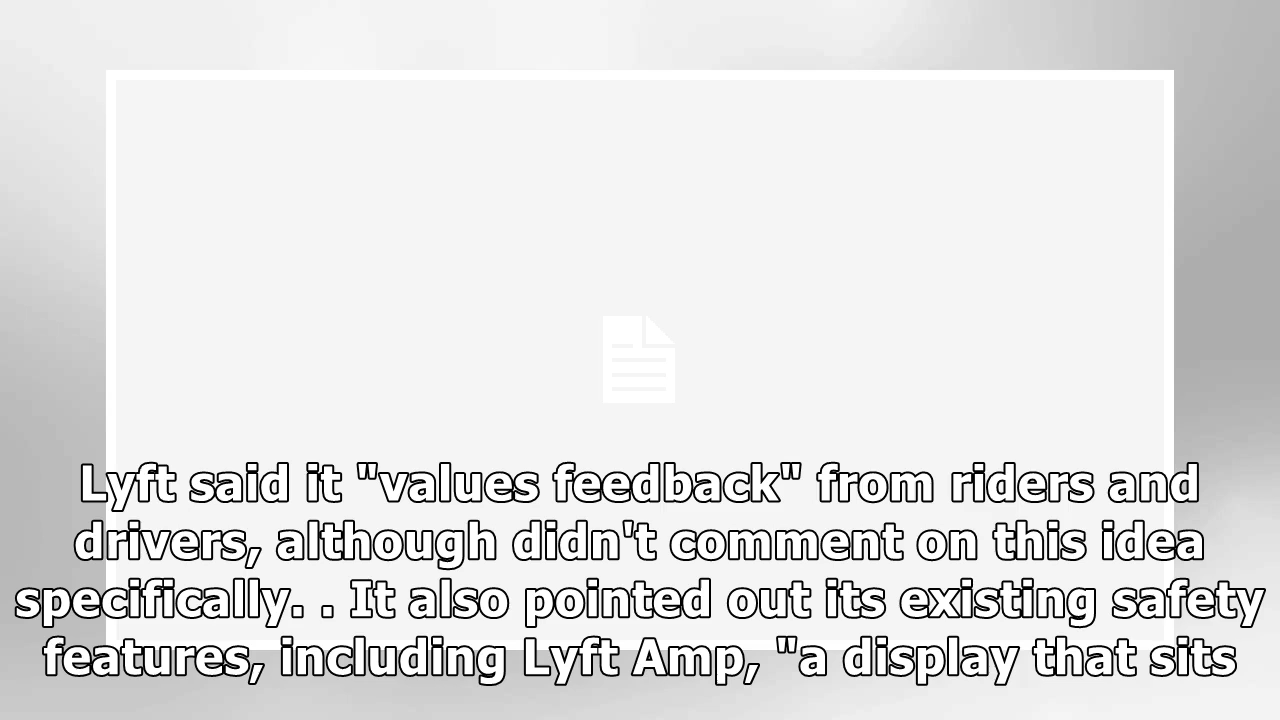 Lyft said it "values feedback" from riders and
drivers, although didn't comment on this idea
specifically. . It also pointed out its existing safety
features, including Lyft Amp, "a display that sits